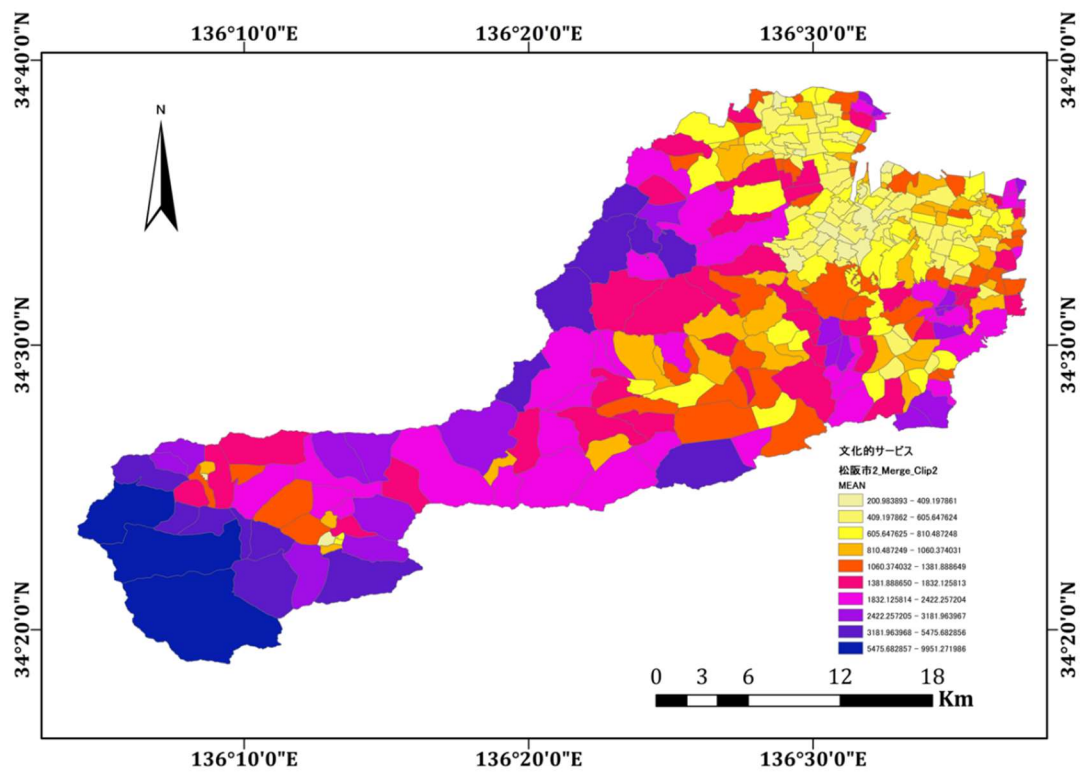 136°10'0"E 136°20'0"E 136°30'0"E
34°40'0"N 34°40'0"N
N
34°30'0"N 34°30'0"N
文化的サービス
松阪市2_Merge_Clip2
MEAN
200.983893 - 409.197861
409.197862 - 605.647624
605.647625 - 810.487248
810.487249 - 1060.374031
1060.374032 - 1381.888649
1381.888650 - 1832.125813
1832.125814 - 2422.257204
2422.257205 - 3181.963967
3181.963968 - 5475.682856
5475.682857 - 9951.271986
34°20'0"N 34°20'0"N
0 3 6 12 18
Km
136°10'0"E 136°20'0"E 136°30'0"E